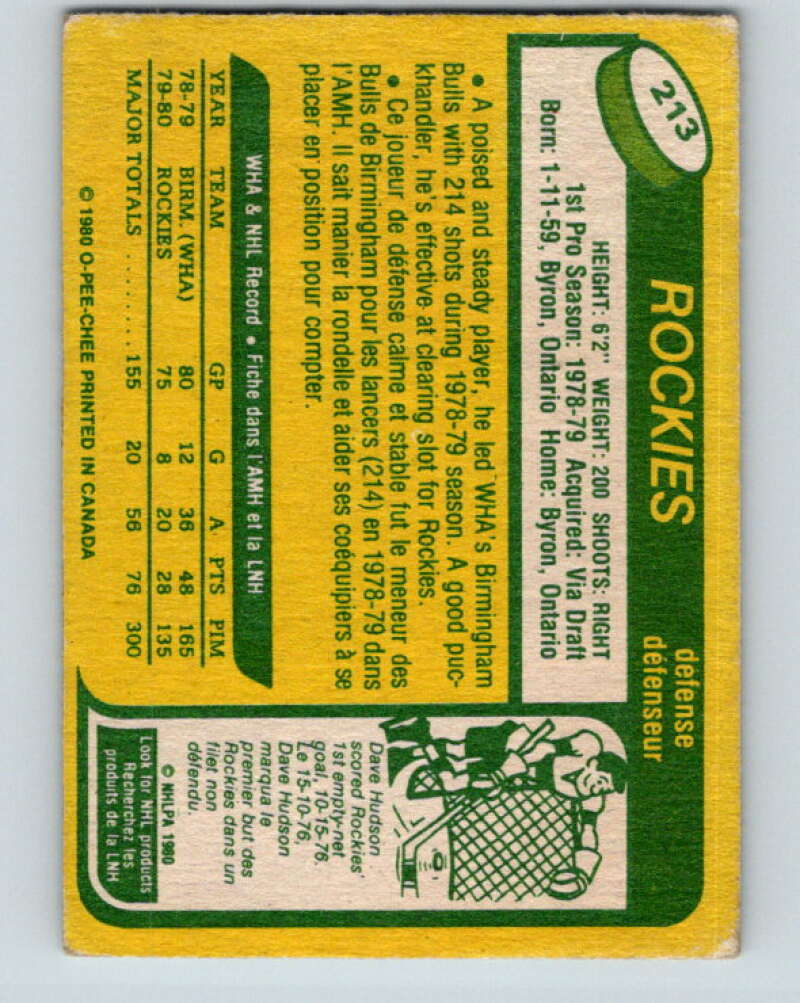 213
ROCKIES
defense
défenseur
HEIGHT: 6'2" WEIGHT: 200 SHOOTS: RIGHT
1st Pro Season: 1978-79 Acquired: Via Draft
Born: 1-11-59, Byron, Ontario Home: Byron, Ontario
• A poised and steady player, he led WHA's Birmingham
Bulls with 214 shots during 1978-79 season. A good puc-
khandler, he's effective at clearing slot for Rockies.
• Ce joueur de défense calme et stable fut le meneur des
Bulls de Birmingham pour les lancers (214) en 1978-79 dans
l'AMH. Il sait manier la rondelle et aider ses coéquipiers à se
placer en position pour compter.
WHA & NHL Record • Fiche dans l'AMH et la LNH
YEAR TEAM GP G A PTS PIM
78-79 BIRM. (WHA) 80 12 36 48 165
79-80 ROCKIES 75 8 20 28 135
MAJOR TOTALS ......... 155 20 56 76 300
© 1980 O-PEE-CHEE PRINTED IN CANADA
Dave Hudson
scored Rockies'
1st empty-net
goal, 10-15-76.
Le 15-10-76,
Dave Hudson
marqua le
premier but des
Rockies dans un
filet non
défendu.
© NHLPA 1980
Look for NHL products
Recherchez les
produits de la LNH